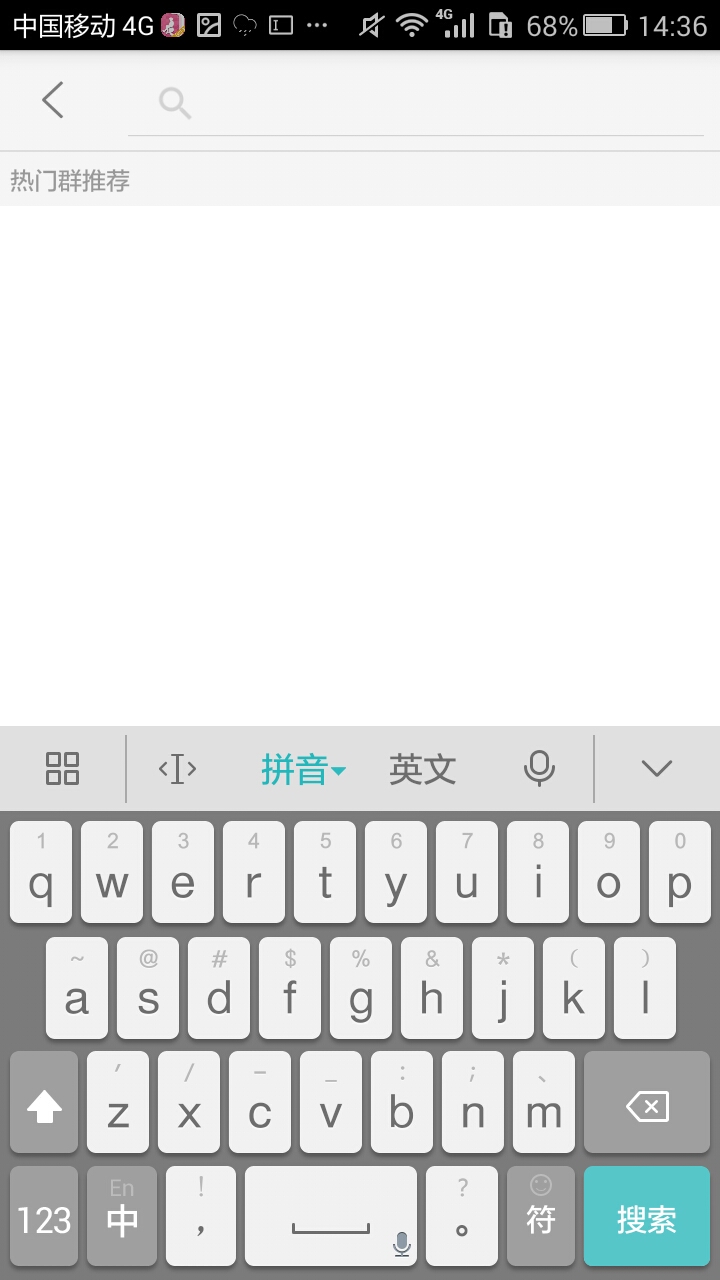 中国移动 4G 4G 68% 14:36
热门群推荐
拼音 英文
1 2 3 4 5 6 7 8 9 0
q w e r t y u i o p
~ @ # $ % & * ( )
a s d f g h j k l
′ / － _ : ; 、
z x c v b n m
En ! ?
123 中 ， 。 符 搜索